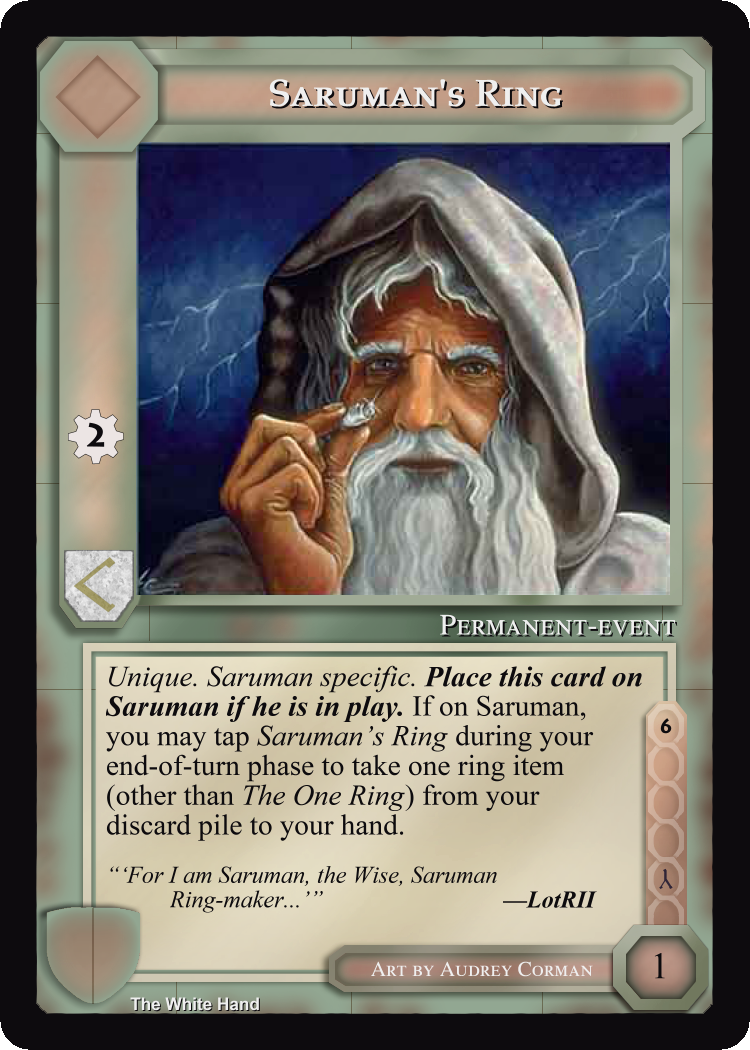 SARUMAN'S RING
2
PERMANENT-EVENT
Unique. Saruman specific. Place this card on
Saruman if he is in play. If on Saruman,
you may tap Saruman's Ring during your
end-of-turn phase to take one ring item
(other than The One Ring) from your
discard pile to your hand.
6
“‘For I am Saruman, the Wise, Saruman
Ring-maker...’”
—LotRII
ART BY AUDREY CORMAN
1
The White Hand